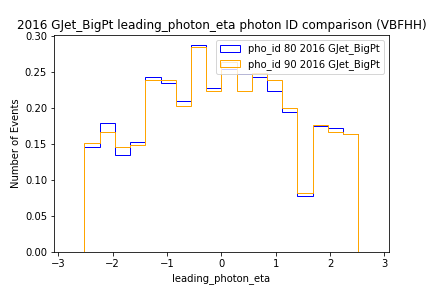 2016 GJet_BigPt leading_photon_eta photon ID comparison (VBFHH)
pho_id 80 2016 GJet_BigPt
pho_id 90 2016 GJet_BigPt
Number of Events
0.30
0.25
0.20
0.15
0.10
0.05
0.00
−3 −2 −1 0 1 2 3
leading_photon_eta